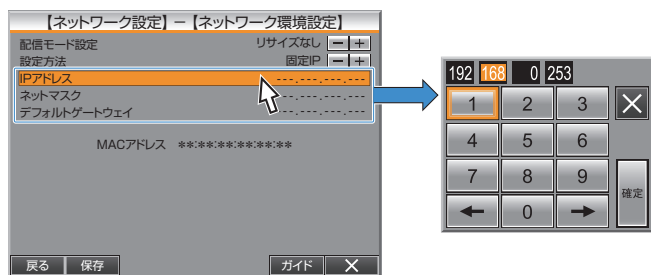 【ネットワーク設定】－【ネットワーク環境設定】
配信モード設定 リサイズなし － ＋
設定方法 固定IP － ＋
IPアドレス ---.---.---.---
ネットマスク ---.---.---.---
デフォルトゲートウェイ ---.---.---.---
MACアドレス **:**:**:**:**:**
戻る 保存 ガイド ×
192 168 0 253
1 2 3 ×
4 5 6
7 8 9 確定
← 0 →